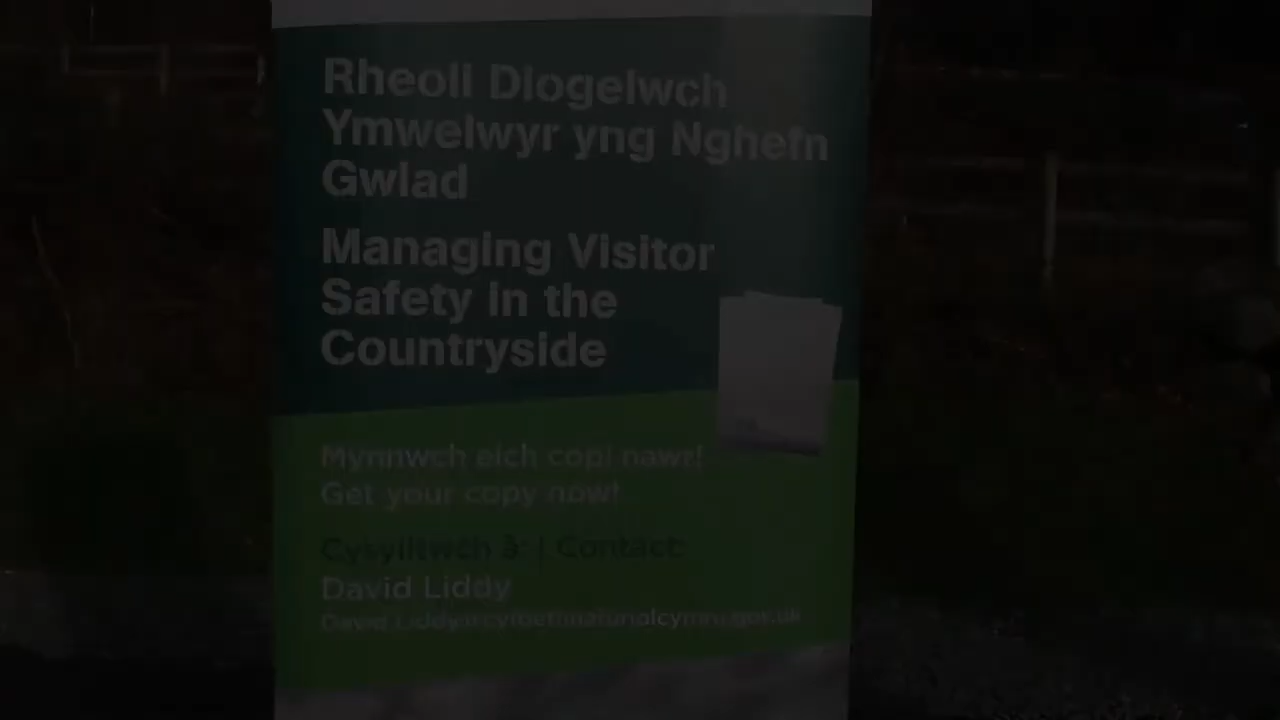 Rheoli Diogelwch
Ymwelwyr yng Nghefn
Gwlad
Managing Visitor
Safety in the
Countryside
Mynnwch eich copi nawr!
Get your copy now!
Cysylltwch â: | Contact:
David Liddy